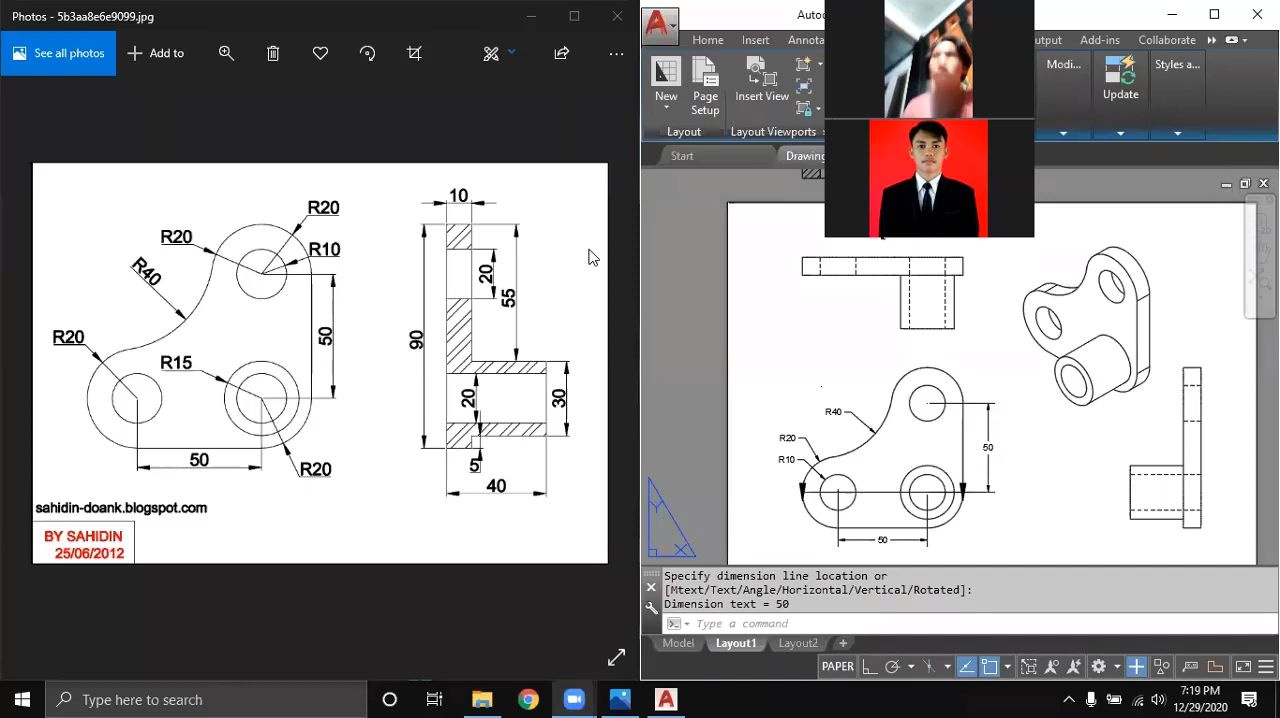 Photos - 5b3aa8e6e9099.jpg
See all photos
Add to
10
R20
R20
R10
R40
20
55
50
90
R20
R15
20
30
50
5
R20
40
sahidin-doank.blogspot.com
BY SAHIDIN
25/06/2012
Home
Insert
Output
Add-ins
Collaborate
New
Page
Setup
Insert View
Modi...
Update
Styles a...
Layout
Layout Viewports
Start
R40
R20
R10
50
50
Y
X
Specify dimension line location or
[Mtext/Text/Angle/Horizontal/Vertical/Rotated]:
Dimension text = 50
Type a command
Model
Layout1
Layout2
PAPER
Type here to search
7:19 PM
12/29/2020